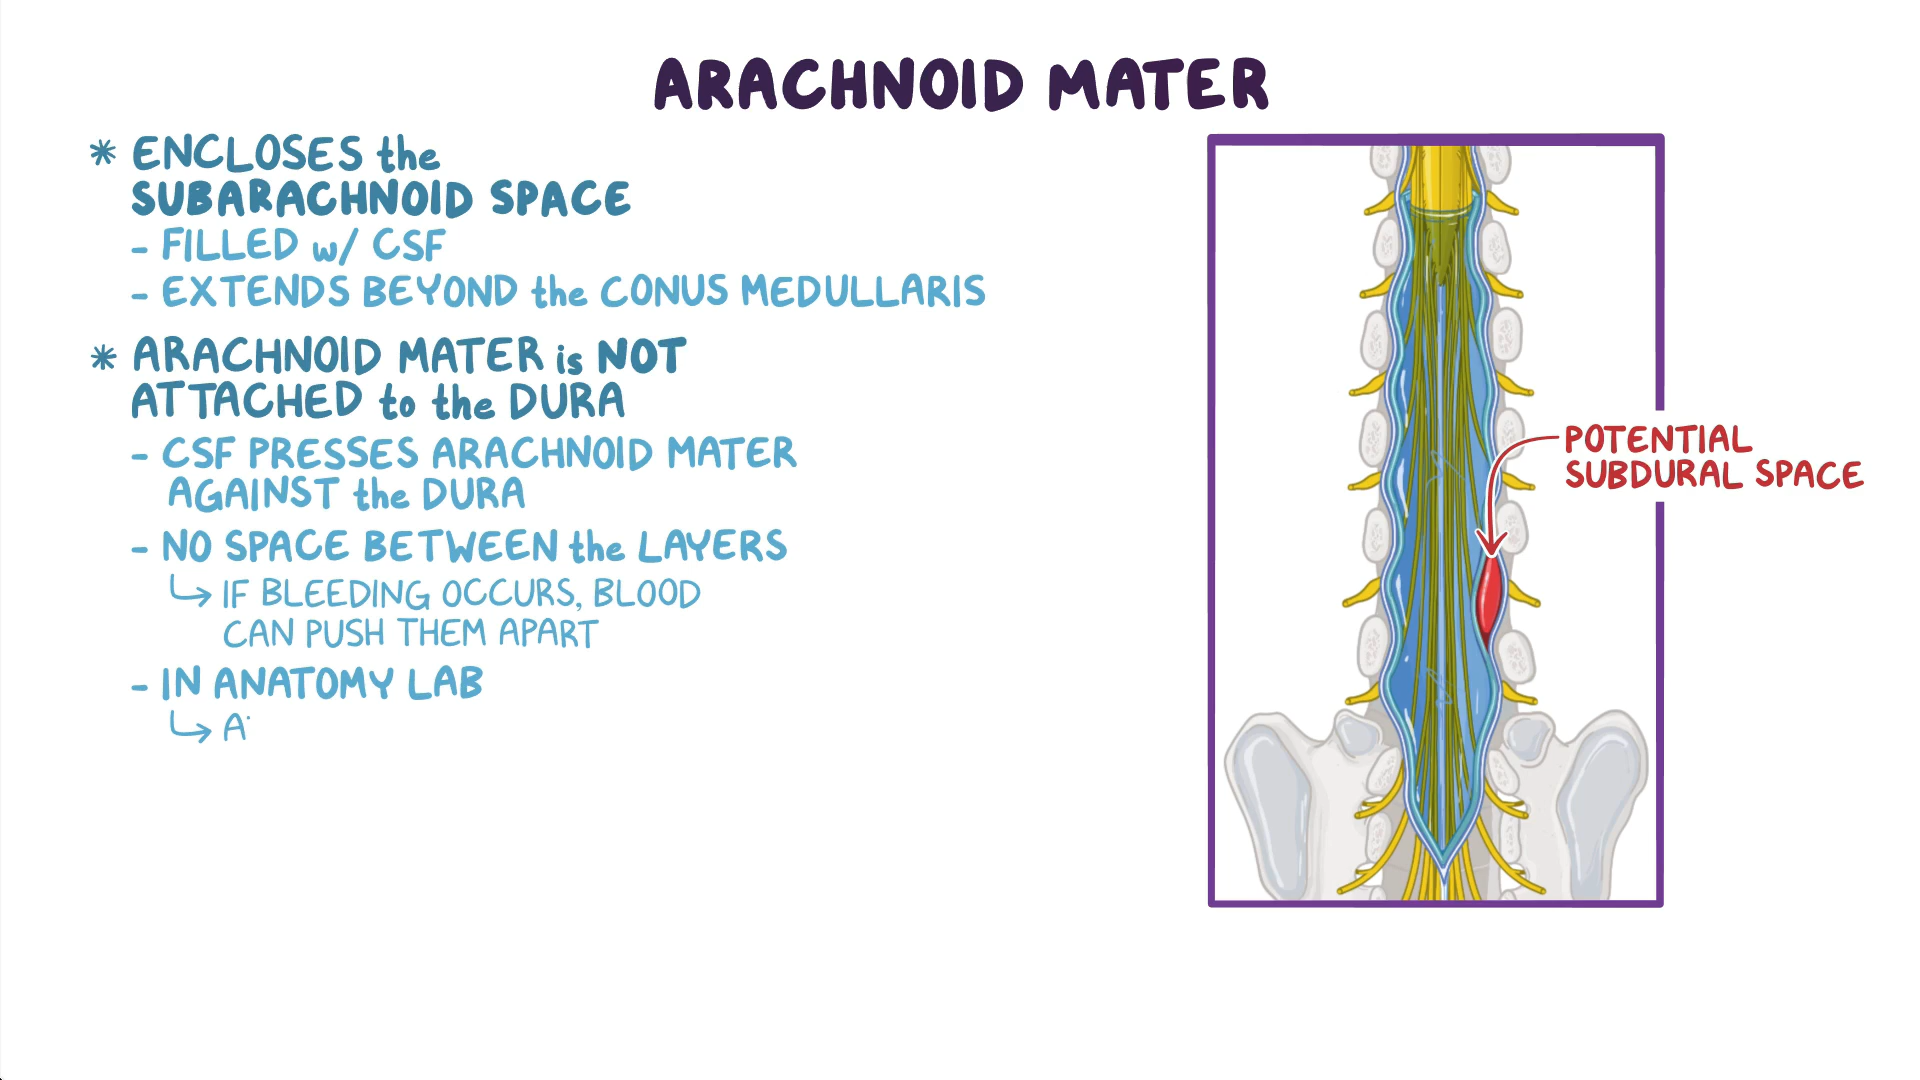 ARACHNOID MATER
* ENCLOSES the
SUBARACHNOID SPACE
- FILLED w/ CSF
- EXTENDS BEYOND the CONUS MEDULLARIS
* ARACHNOID MATER is NOT
ATTACHED to the DURA
- CSF PRESSES ARACHNOID MATER
AGAINST the DURA
- NO SPACE BETWEEN the LAYERS
↳ IF BLEEDING OCCURS, BLOOD
CAN PUSH THEM APART
- IN ANATOMY LAB
↳ A
POTENTIAL
SUBDURAL SPACE